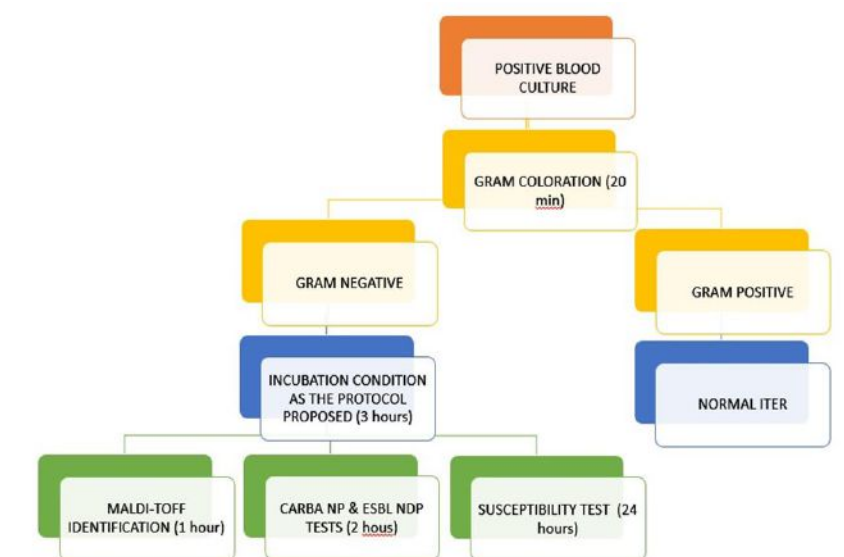 POSITIVE BLOOD
CULTURE
GRAM COLORATION (20
min)
GRAM NEGATIVE
GRAM POSITIVE
INCUBATION CONDITION
AS THE PROTOCOL
PROPOSED (3 hours)
NORMAL ITER
MALDI-TOFF
IDENTIFICATION (1 hour)
CARBA NP & ESBL NDP
TESTS (2 hous)
SUSCEPTIBILITY TEST (24
hours)